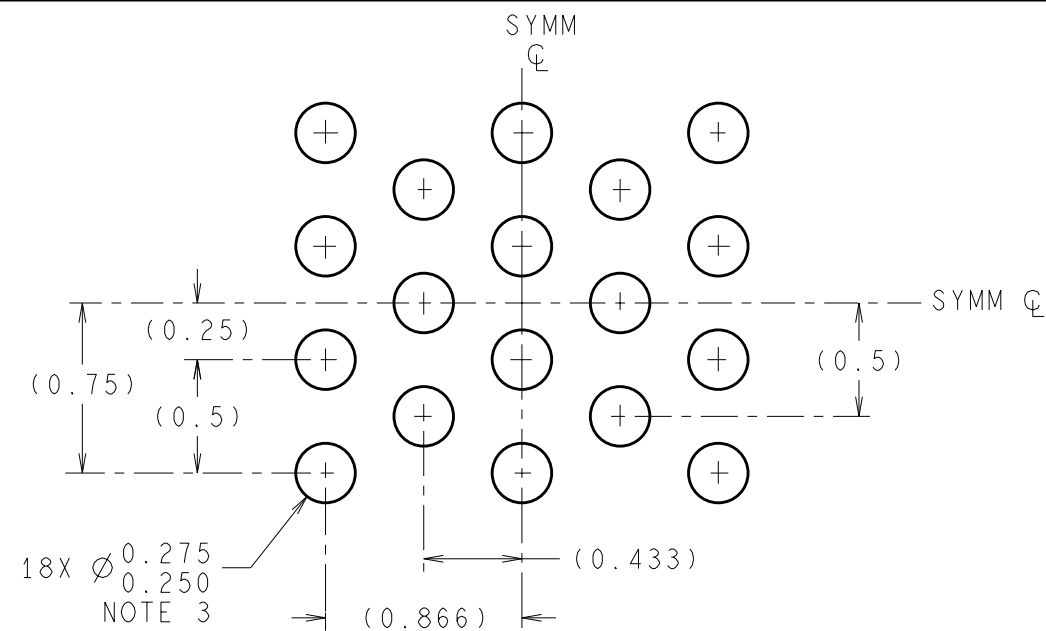 SYMM
℄
SYMM ℄
(0.25)
(0.75)
(0.5)
(0.5)
18X Ø 0.275
0.250
NOTE 3
(0.433)
(0.866)